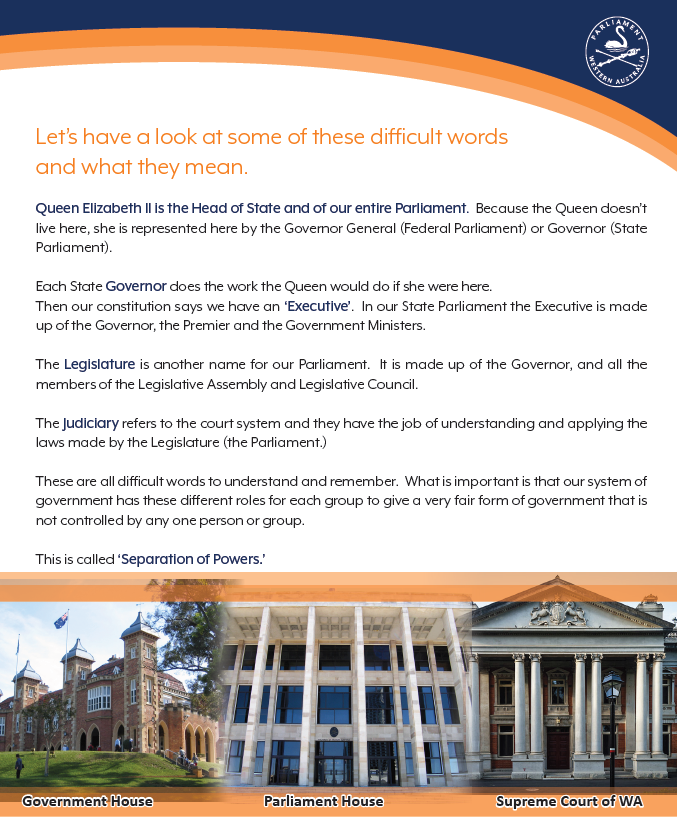 PARLIAMENT
WESTERN AUSTRALIA
Let's have a look at some of these difficult words
and what they mean.
Queen Elizabeth II is the Head of State and of our entire Parliament.  Because the Queen doesn't
live here, she is represented here by the Governor General (Federal Parliament) or Governor (State
Parliament).
Each State Governor does the work the Queen would do if she were here.
Then our constitution says we have an 'Executive'.  In our State Parliament the Executive is made
up of the Governor, the Premier and the Government Ministers.
The Legislature is another name for our Parliament.  It is made up of the Governor, and all the
members of the Legislative Assembly and Legislative Council.
The Judiciary refers to the court system and they have the job of understanding and applying the
laws made by the Legislature (the Parliament.)
These are all difficult words to understand and remember.  What is important is that our system of
government has these different roles for each group to give a very fair form of government that is
not controlled by any one person or group.
This is called 'Separation of Powers.'
Government House
Parliament House
Supreme Court of WA